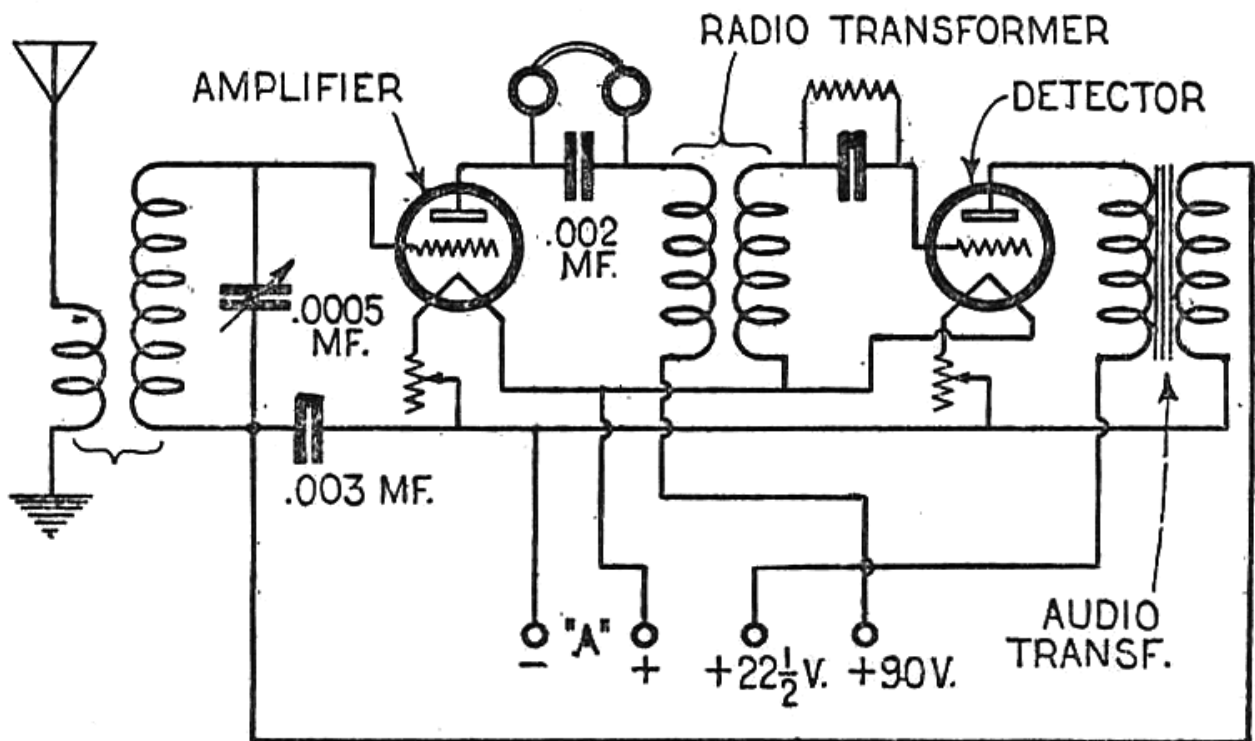 RADIO TRANSFORMER
AMPLIFIER
DETECTOR
.002
MF.
.0005
MF.
.003 MF.
- "A" +
+22½V.
+90V.
AUDIO
TRANSF.